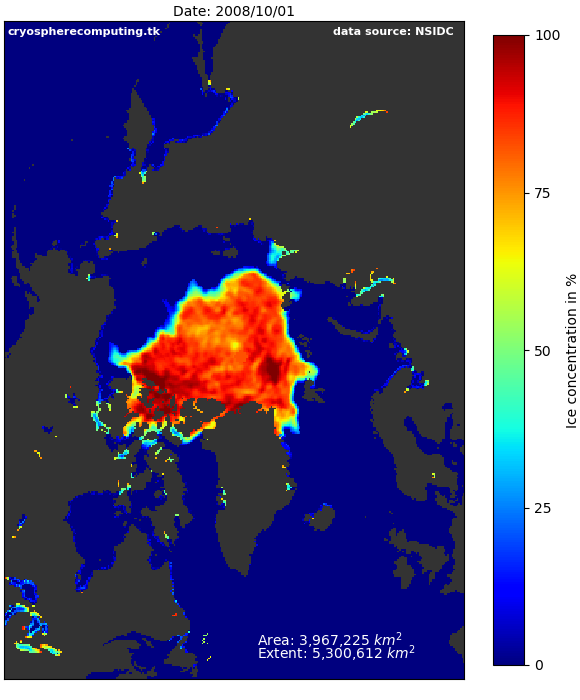 Date: 2008/10/01
cryospherecomputing.tk data source: NSIDC
100
75
50
25
0
Ice concentration in %
Area: 3,967,225 km²
Extent: 5,300,612 km²